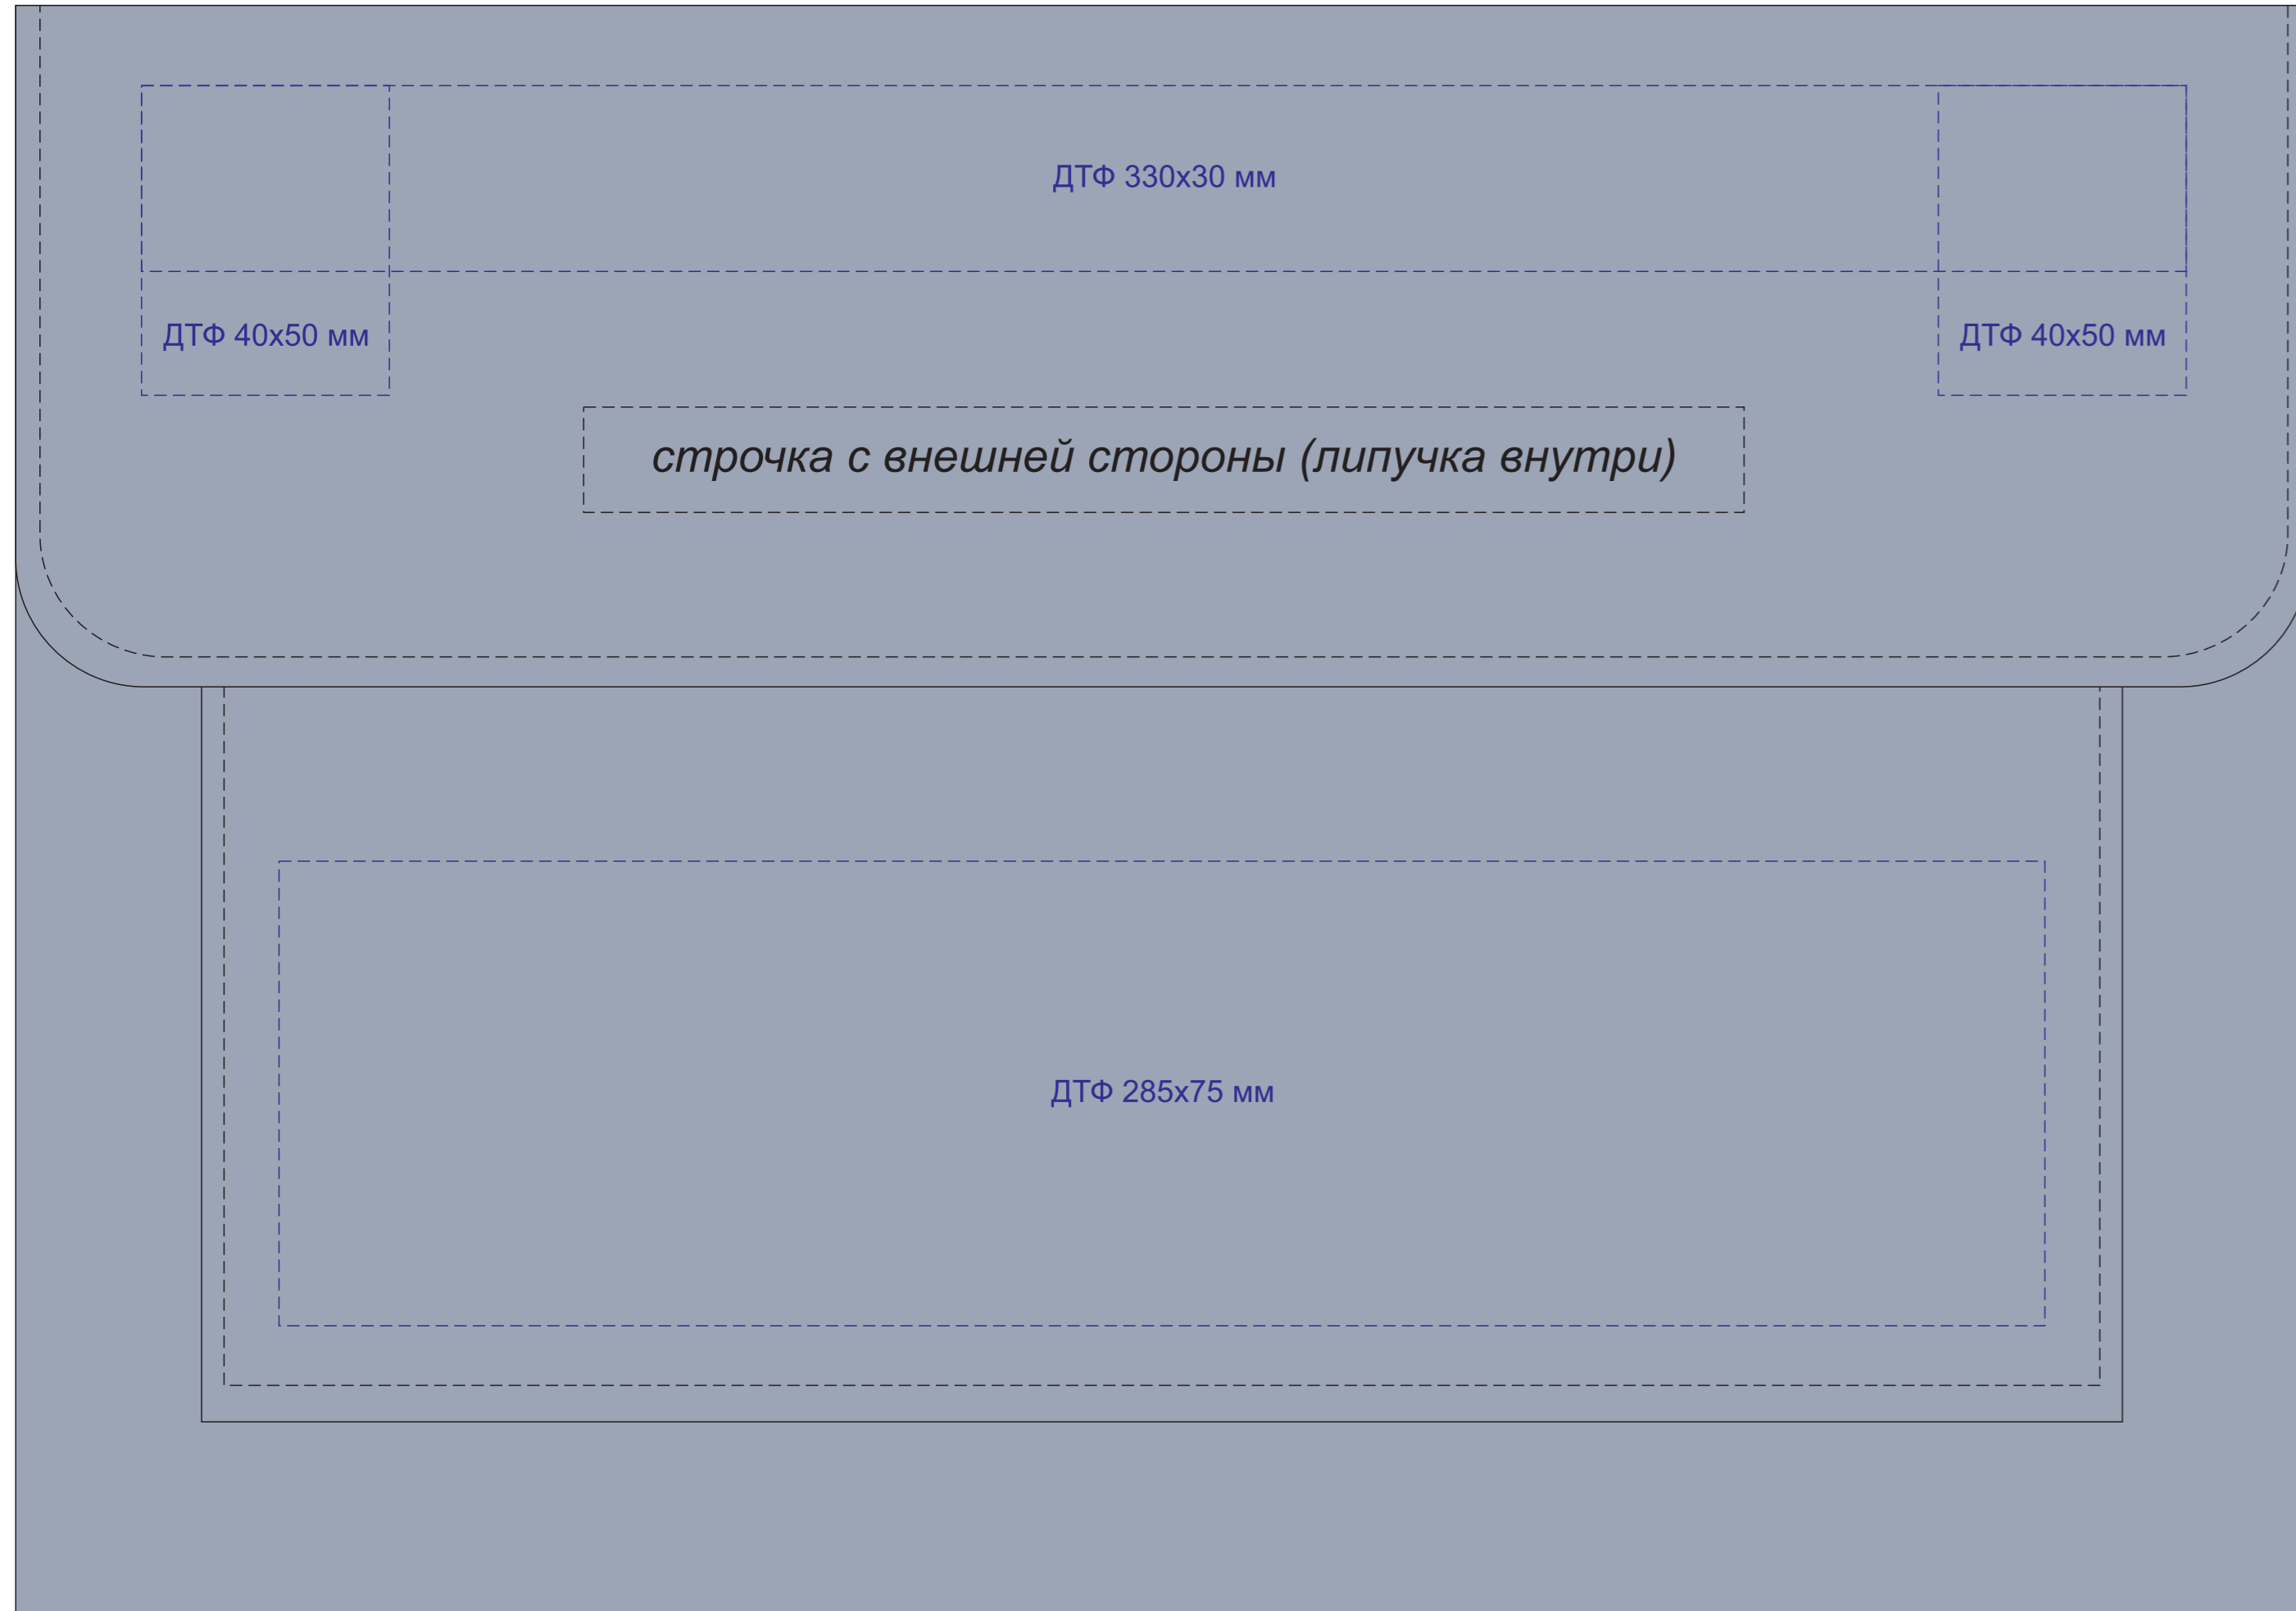 ДТФ 330х30 мм
ДТФ 40х50 мм
ДТФ 40х50 мм
строчка с внешней стороны (липучка внутри)
ДТФ 285х75 мм